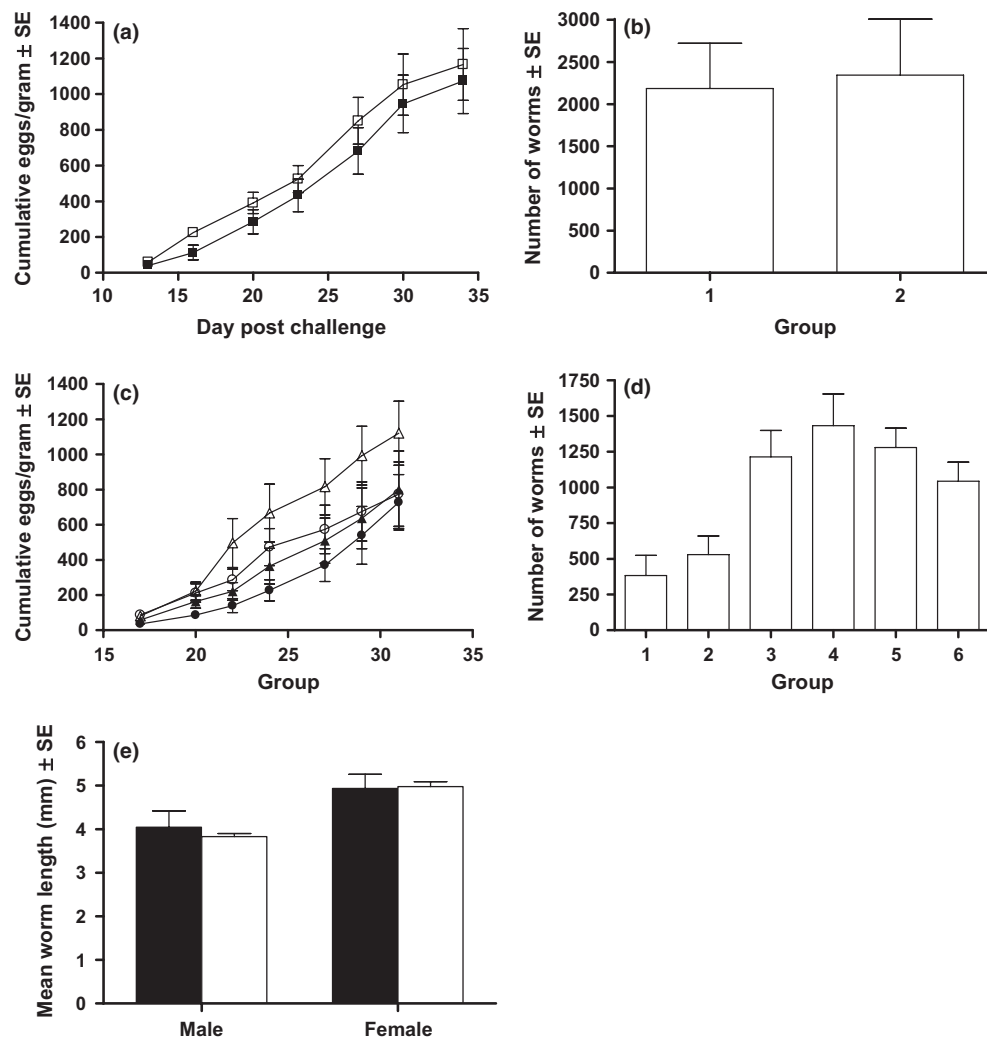 (a)
Cumulative eggs/gram ± SE
1400
1200
1000
800
600
400
200
0
10 15 20 25 30 35
Day post challenge
(b)
Number of worms ± SE
3000
2500
2000
1500
1000
500
0
1 2
Group
(c)
Cumulative eggs/gram ± SE
1400
1200
1000
800
600
400
200
0
15 20 25 30 35
Group
(d)
Number of worms ± SE
1750
1500
1250
1000
750
500
250
0
1 2 3 4 5 6
Group
(e)
Mean worm length (mm) ± SE
6
5
4
3
2
1
0
Male Female